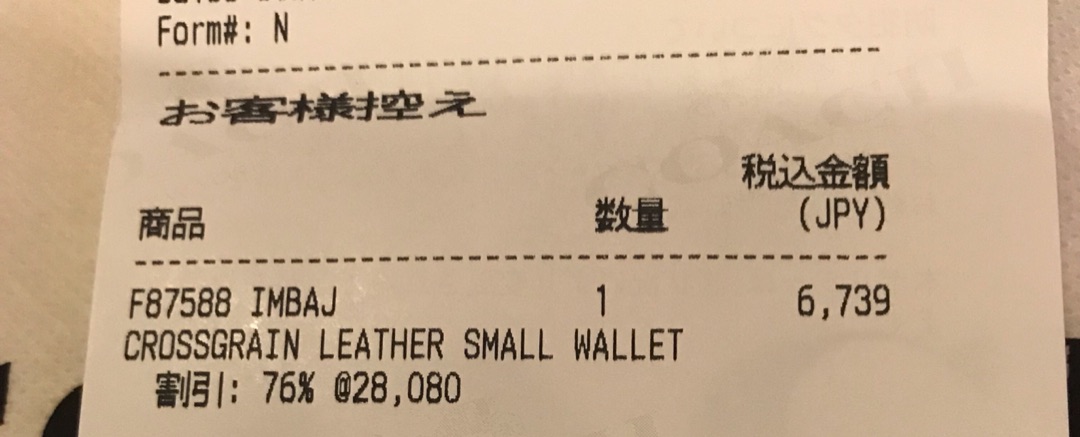 Form#: N
お客様控え
税込金額
商品 数量 (JPY)
F87588 IMBAJ 1 6,739
CROSSGRAIN LEATHER SMALL WALLET
割引: 76% @28,080